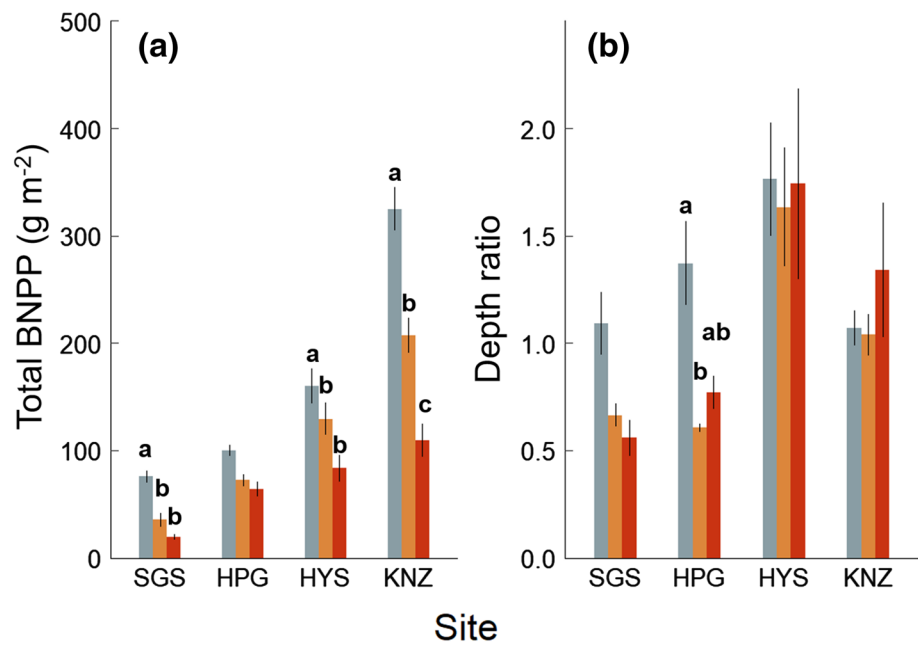 (a)
500
400
300
200
100
0
Total BNPP (g m⁻²)
a
b
b
a
b
b
a
b
c
SGS HPG HYS KNZ
(b)
2.0
1.5
1.0
0.5
0.0
Depth ratio
a
b
ab
SGS HPG HYS KNZ
Site